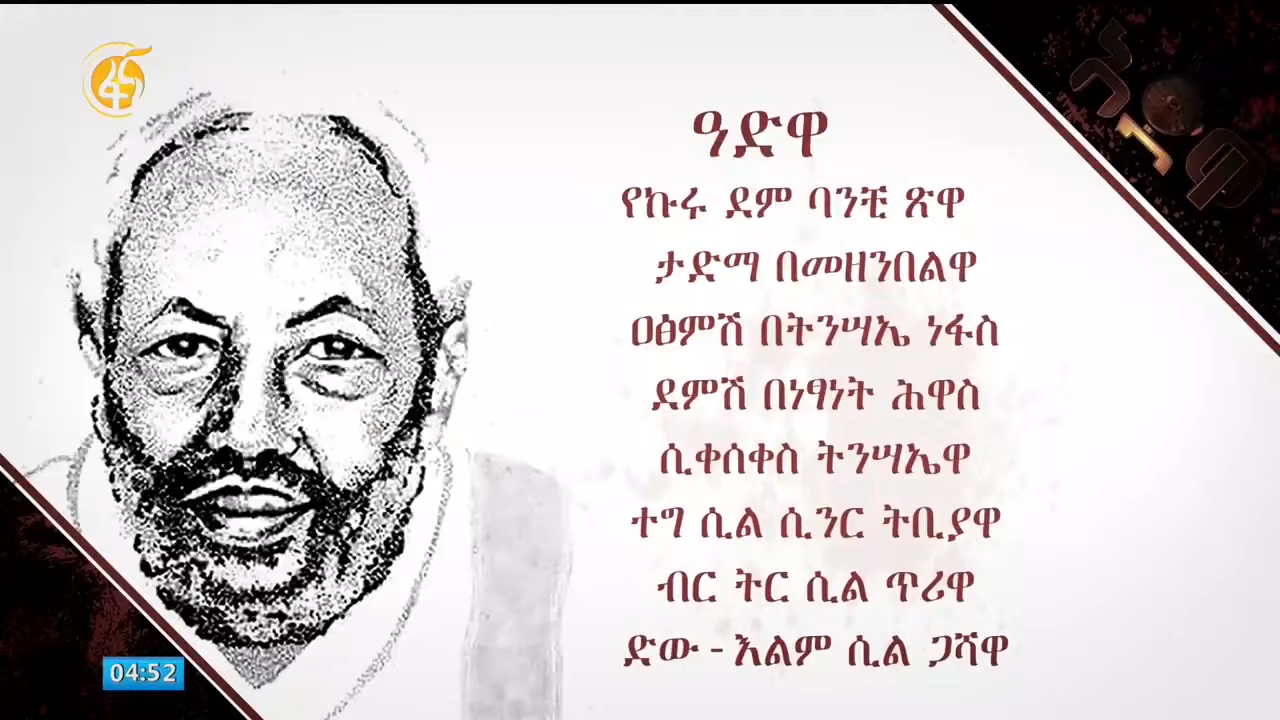 ዓድዋ
የኩሩ ደም ባንቺ ጽዋ
ታድማ በመዘንበልዋ
ዐፅምሽ በትንሣኤ ነፋስ
ደምሽ በነፃነት ሕዋስ
ሲቀሰቀስ ትንሣኤዋ
ተግ ሲል ሲንር ትቢያዋ
ብር ትር ሲል ጥሪዋ
ድው - እልም ሲል ጋሻዋ
04:52